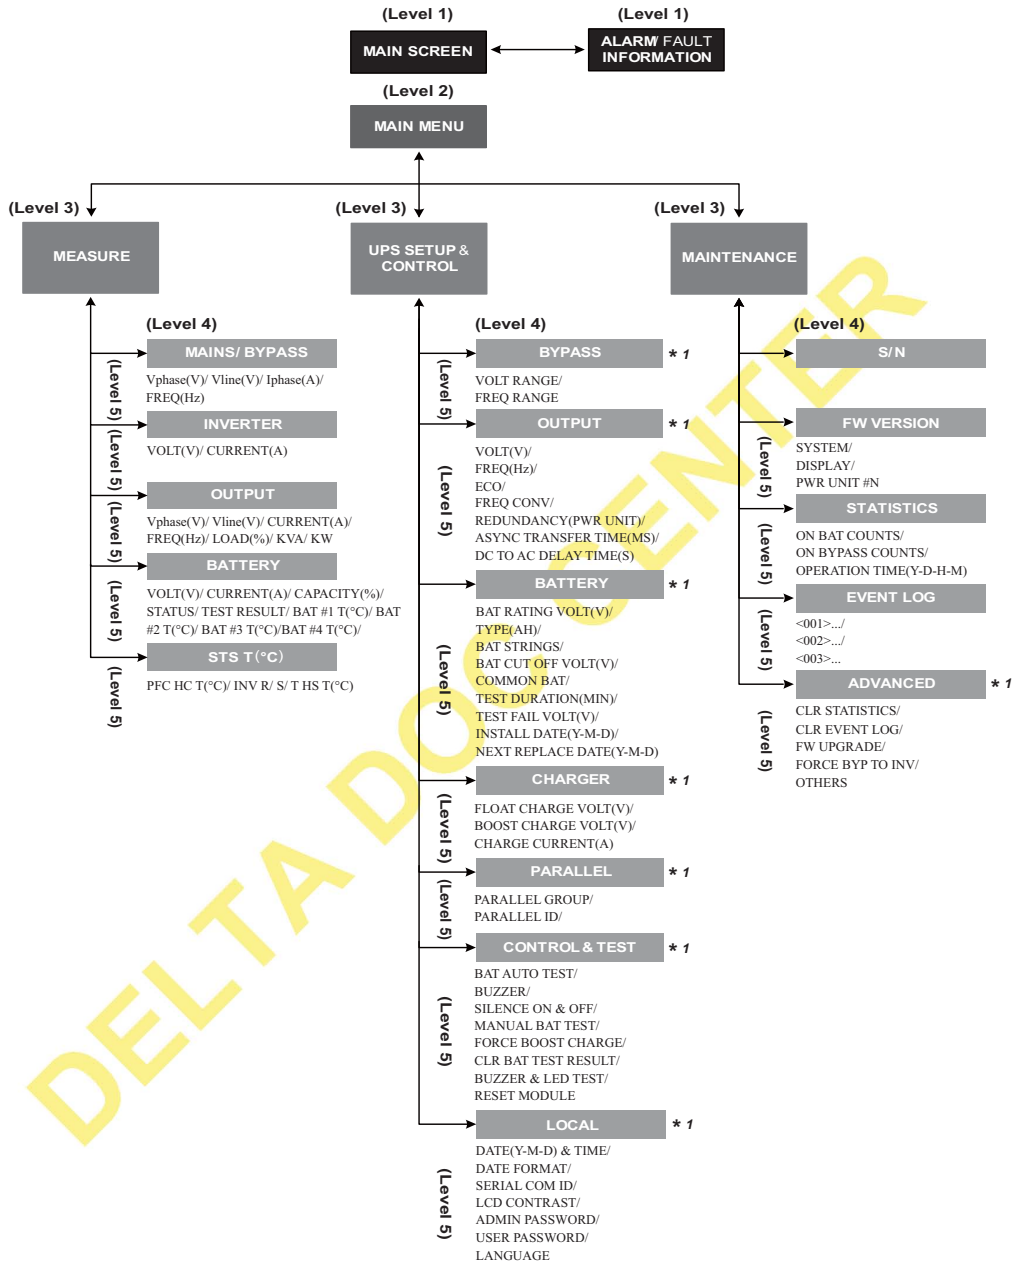 (Level 1)
(Level 1)
MAIN SCREEN
ALARM/ FAULT
INFORMATION
(Level 2)
MAIN MENU
(Level 3)
(Level 3)
(Level 3)
MEASURE
UPS SETUP &
CONTROL
MAINTENANCE
(Level 4)
MAINS/ BYPASS
(Level 5)
Vphase(V)/ Vline(V)/ Iphase(A)/
FREQ(Hz)
INVERTER
(Level 5)
VOLT(V)/ CURRENT(A)
OUTPUT
(Level 5)
Vphase(V)/ Vline(V)/ CURRENT(A)/
FREQ(Hz)/ LOAD(%)/ KVA/ KW
BATTERY
(Level 5)
VOLT(V)/ CURRENT(A)/ CAPACITY(%)/
STATUS/ TEST RESULT/ BAT #1 T(°C)/ BAT
#2 T(°C)/ BAT #3 T(°C)/BAT #4 T(°C)/
STS T(°C)
(Level 5)
PFC HC T(°C)/ INV R/ S/ T HS T(°C)
(Level 4)
BYPASS
* 1
(Level 5)
VOLT RANGE/
FREQ RANGE
OUTPUT
* 1
(Level 5)
VOLT(V)/
FREQ(Hz)/
ECO/
FREQ CONV/
REDUNDANCY(PWR UNIT)/
ASYNC TRANSFER TIME(MS)/
DC TO AC DELAY TIME(S)
BATTERY
* 1
(Level 5)
BAT RATING VOLT(V)/
TYPE(AH)/
BAT STRINGS/
BAT CUT OFF VOLT(V)/
COMMON BAT/
TEST DURATION(MIN)/
TEST FAIL VOLT(V)/
INSTALL DATE(Y-M-D)/
NEXT REPLACE DATE(Y-M-D)
CHARGER
* 1
(Level 5)
FLOAT CHARGE VOLT(V)/
BOOST CHARGE VOLT(V)/
CHARGE CURRENT(A)
PARALLEL
* 1
(Level 5)
PARALLEL GROUP/
PARALLEL ID/
CONTROL & TEST
* 1
(Level 5)
BAT AUTO TEST/
BUZZER/
SILENCE ON & OFF/
MANUAL BAT TEST/
FORCE BOOST CHARGE/
CLR BAT TEST RESULT/
BUZZER & LED TEST/
RESET MODULE
LOCAL
* 1
(Level 5)
DATE(Y-M-D) & TIME/
DATE FORMAT/
SERIAL COM ID/
LCD CONTRAST/
ADMIN PASSWORD/
USER PASSWORD/
LANGUAGE
(Level 4)
S/ N
FW VERSION
(Level 5)
SYSTEM/
DISPLAY/
PWR UNIT #N
STATISTICS
(Level 5)
ON BAT COUNTS/
ON BYPASS COUNTS/
OPERATION TIME(Y-D-H-M)
EVENT LOG
(Level 5)
<001>.../
<002>.../
<003>...
ADVANCED
* 1
(Level 5)
CLR STATISTICS/
CLR EVENT LOG/
FW UPGRADE/
FORCE BYP TO INV/
OTHERS
DELTA DOC CENTER